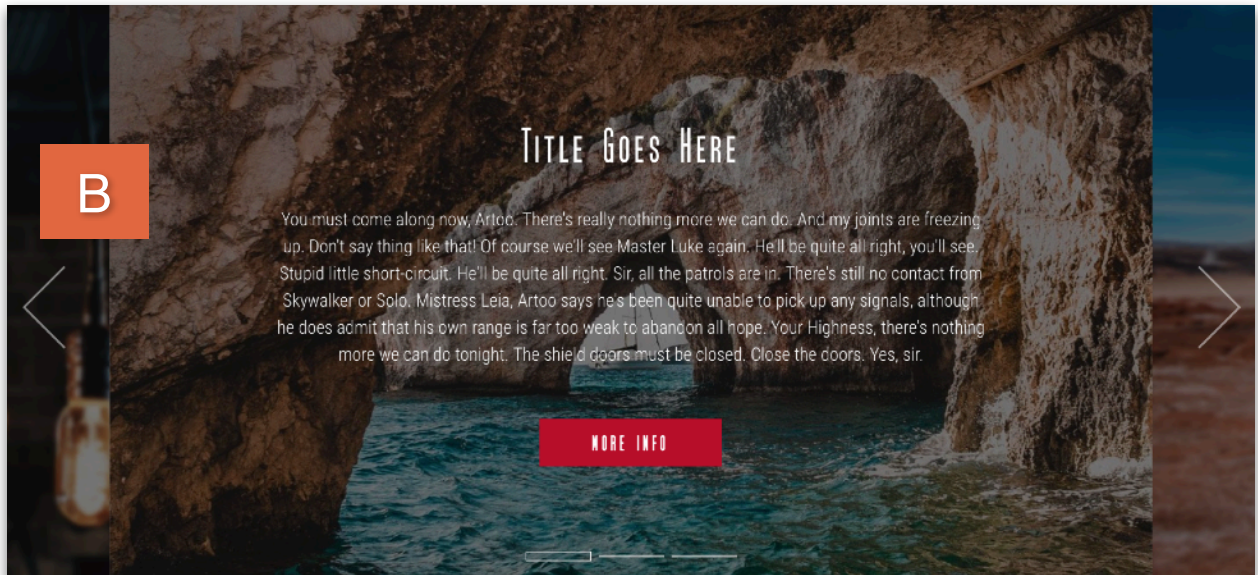 Title Goes Here
B
You must come along now, Artoo. There's really nothing more we can do. And my joints are freezing
up. Don't say thing like that! Of course we'll see Master Luke again. He'll be quite all right, you'll see.
Stupid little short-circuit. He'll be quite all right. Sir, all the patrols are in. There's still no contact from
Skywalker or Solo. Mistress Leia, Artoo says he's been quite unable to pick up any signals, although
he does admit that his own range is far too weak to abandon all hope. Your Highness, there's nothing
more we can do tonight. The shield doors must be closed. Close the doors. Yes, sir.
MORE INFO